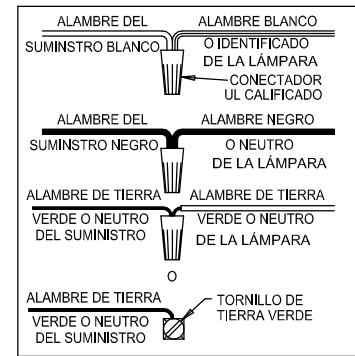 ALAMBRE DEL
SUMINSTRO BLANCO
ALAMBRE BLANCO
O IDENTIFICADO
DE LA LÁMPARA
CONECTADOR
UL CALIFICADO
ALAMBRE DEL
SUMINSTRO NEGRO
ALAMBRE NEGRO
O NEUTRO
DE LA LÁMPARA
ALAMBRE DE TIERRA
VERDE O NEUTRO
DEL SUMINISTRO
ALAMBRE DE TIERRA
VERDE O NEUTRO
DE LA LÁMPARA
O
ALAMBRE DE TIERRA
VERDE O NEUTRO
DEL SUMINISTRO
TORNILLO DE
TIERRA VERDE